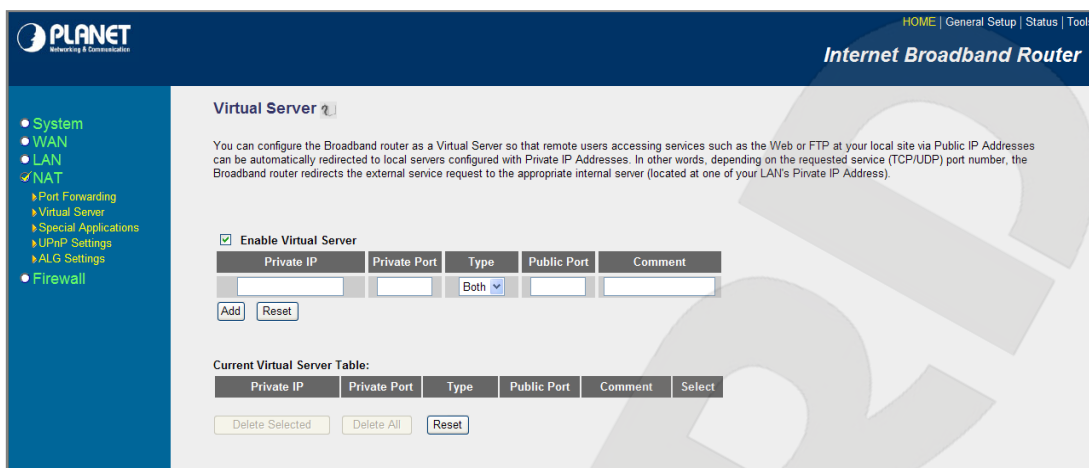 PLANET
Networking & Communication
HOME | General Setup | Status | Tools
Internet Broadband Router
System
WAN
LAN
NAT
Port Forwarding
Virtual Server
Special Applications
UPnP Settings
ALG Settings
Firewall
Virtual Server
You can configure the Broadband router as a Virtual Server so that remote users accessing services such as the Web or FTP at your local site via Public IP Addresses
can be automatically redirected to local servers configured with Private IP Addresses. In other words, depending on the requested service (TCP/UDP) port number, the
Broadband router redirects the external service request to the appropriate internal server (located at one of your LAN's Private IP Address).
Enable Virtual Server
Private IP Private Port Type Public Port Comment
Both
Add Reset
Current Virtual Server Table:
Private IP Private Port Type Public Port Comment Select
Delete Selected Delete All Reset